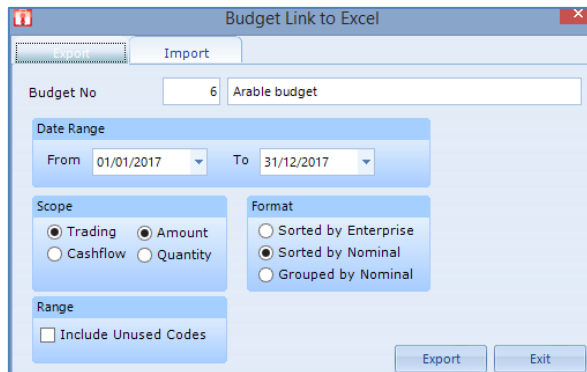 Budget Link to Excel
Export Import
Budget No 6 Arable budget
Date Range
From 01/01/2017 To 31/12/2017
Scope Format
Trading Amount Sorted by Enterprise
Cashflow Quantity Sorted by Nominal
Grouped by Nominal
Range
Include Unused Codes
Export Exit